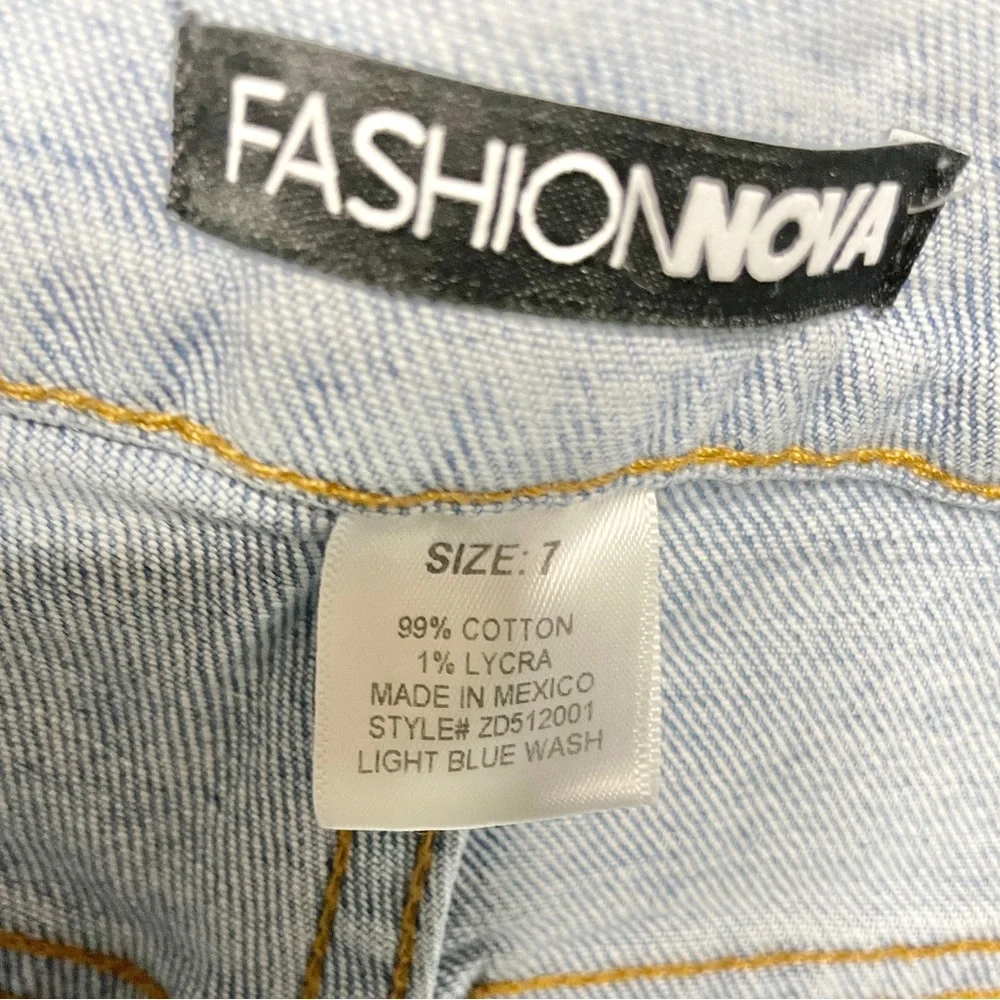 FASHIONNOVA
SIZE: 7
99% COTTON
1% LYCRA
MADE IN MEXICO
STYLE# ZD512001
LIGHT BLUE WASH